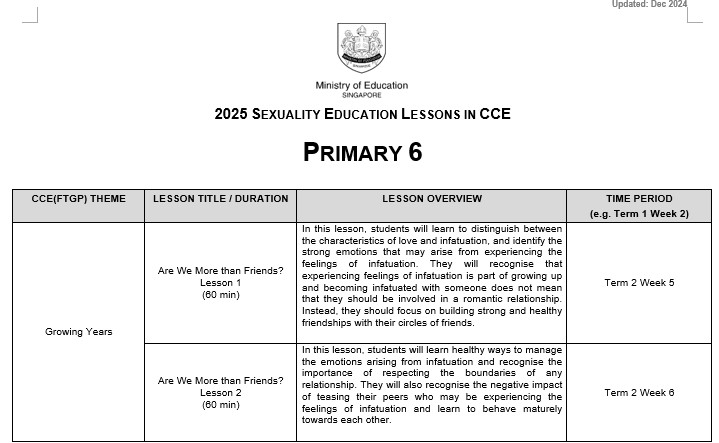 Updated: Dec 2024
Ministry of Education
SINGAPORE
2025 SEXUALITY EDUCATION LESSONS IN CCE
PRIMARY 6
CCE(FTGP) THEME
LESSON TITLE / DURATION
LESSON OVERVIEW
TIME PERIOD
(e.g. Term 1 Week 2)
Growing Years
Are We More than Friends?
Lesson 1
(60 min)
In this lesson, students will learn to distinguish between
the characteristics of love and infatuation, and identify the
strong emotions that may arise from experiencing the
feelings of infatuation. They will recognise that
experiencing feelings of infatuation is part of growing up
and becoming infatuated with someone does not mean
that they should be involved in a romantic relationship.
Instead, they should focus on building strong and healthy
friendships with their circles of friends.
Term 2 Week 5
Are We More than Friends?
Lesson 2
(60 min)
In this lesson, students will learn healthy ways to manage
the emotions arising from infatuation and recognise the
importance of respecting the boundaries of any
relationship. They will also recognise the negative impact
of teasing their peers who may be experiencing the
feelings of infatuation and learn to behave maturely
towards each other.
Term 2 Week 6